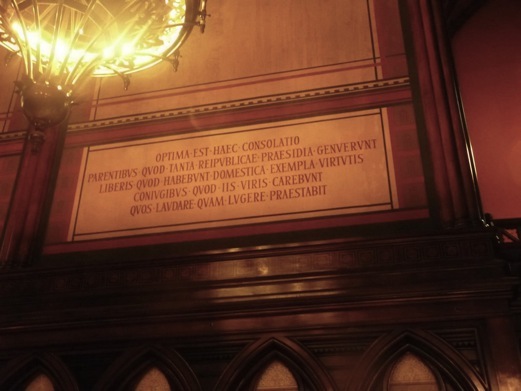 OPTIMA·EST·HAEC·CONSOLATIO
PARENTIBVS·QVOD·TANTA·REIPVBLICAE·PRAESIDIA·GENVERVNT
LIBERIS·QVOD·HABEBVNT·DOMESTICA·EXEMPLA·VIRTVTIS
CONIVGIBVS·QVOD·IIS·VIRIS·CAREBVNT
QVOS·LAVDARE·QVAM·LVGERE·PRAESTABIT